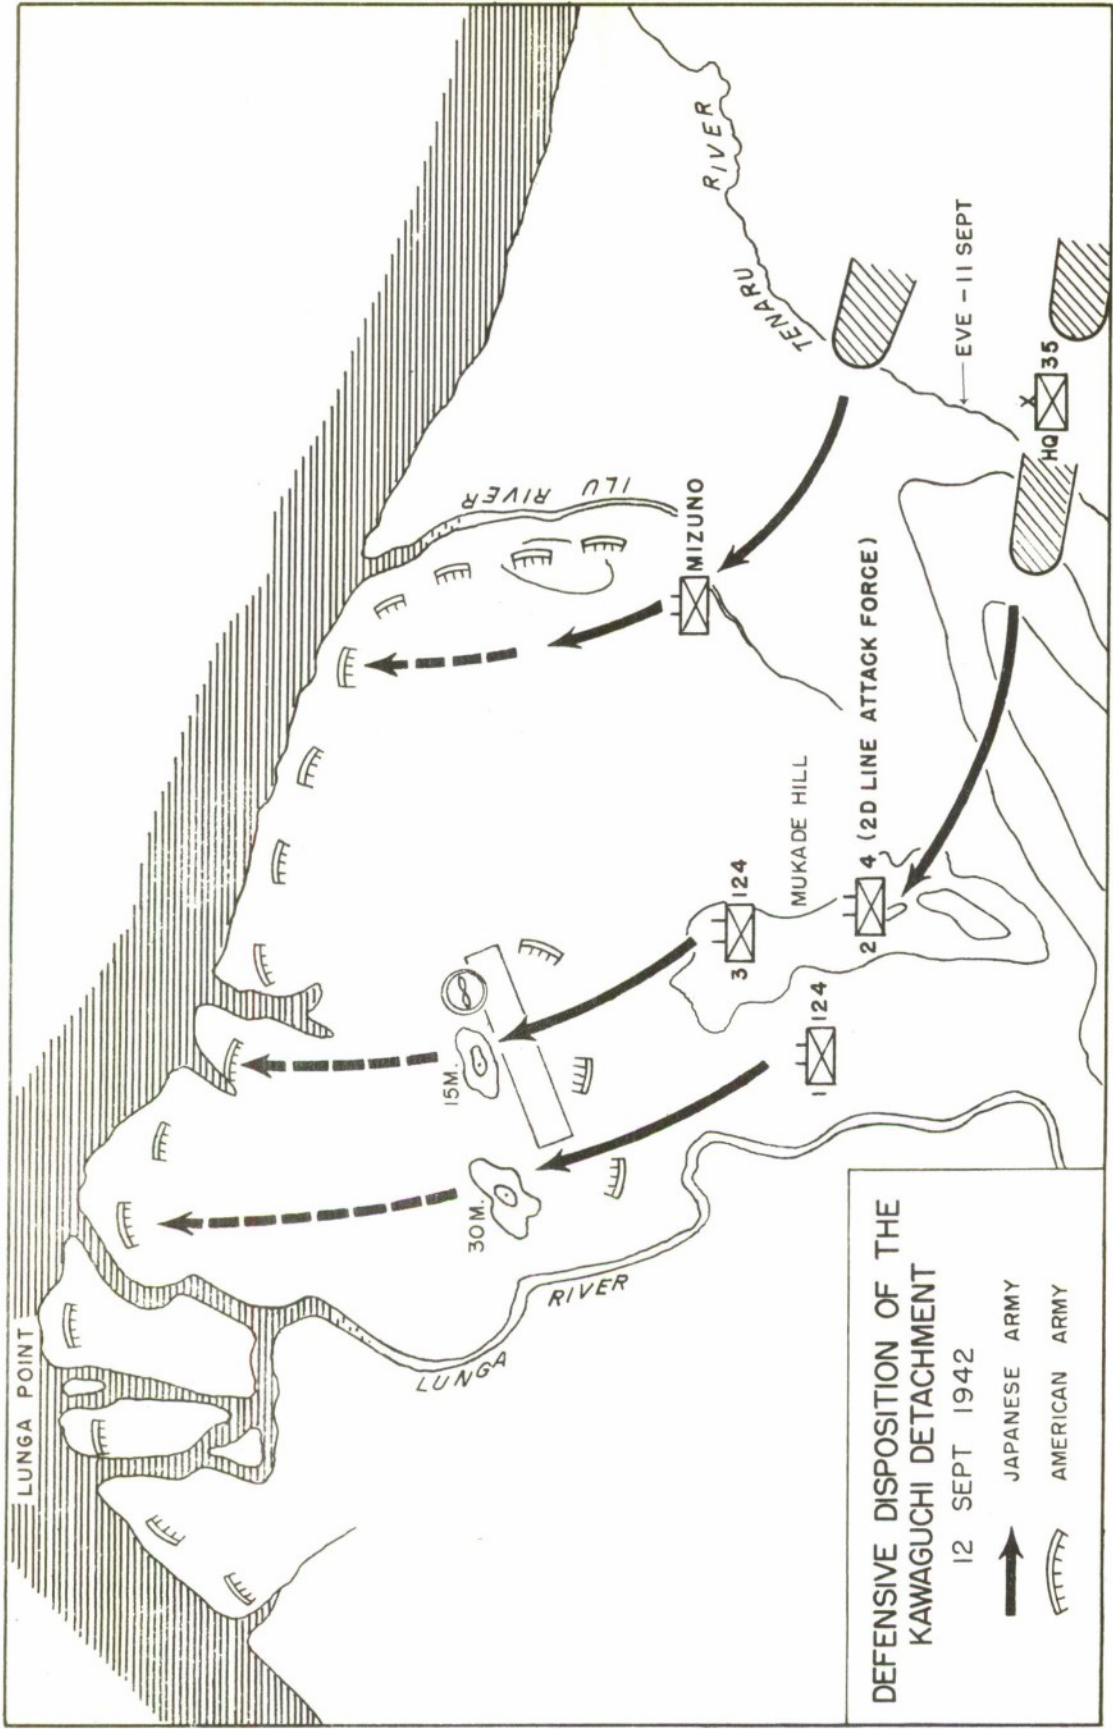 LUNGA POINT
30 M.
15M.
LUNGA
RIVER
ILU RIVER
TENARU
RIVER
MIZUNO
3
124
MUKADE HILL
1
124
2
4 (2D LINE ATTACK FORCE)
EVE - 11 SEPT
HQ
35
DEFENSIVE DISPOSITION OF THE
KAWAGUCHI DETACHMENT
12 SEPT 1942
JAPANESE ARMY
AMERICAN ARMY